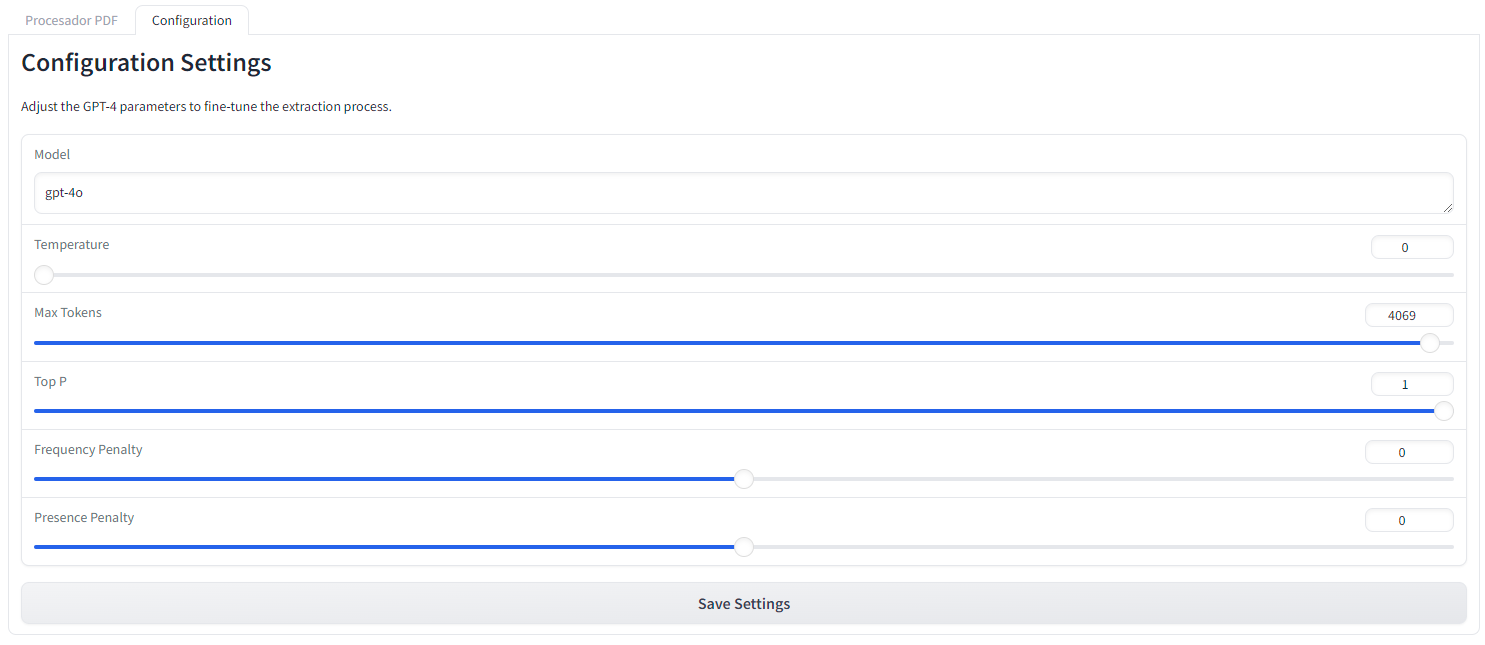 Procesador PDF
Configuration
Configuration Settings
Adjust the GPT-4 parameters to fine-tune the extraction process.
Model
gpt-4o
Temperature
0
Max Tokens
4069
Top P
1
Frequency Penalty
0
Presence Penalty
0
Save Settings